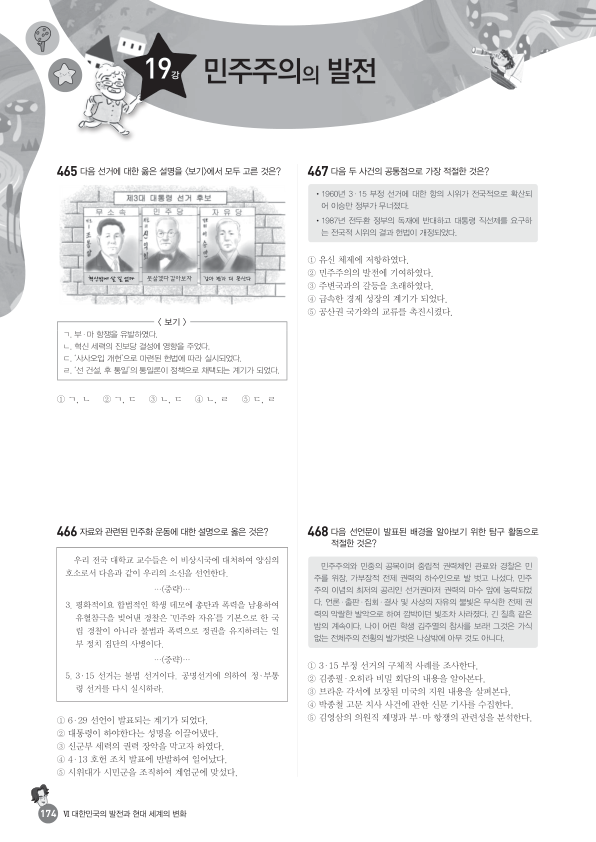 19강 민주주의의 발전
465 다음 선거에 대한 옳은 설명을 〈보기〉에서 모두 고른 것은?
제3대 대통령 선거 후보
무소속 민주당 자유당
못살겠다 갈아보자
갈아 봤자 더 못산다
〈 보기 〉
ㄱ. 부·마 항쟁을 유발하였다.
ㄴ. 혁신 세력의 진보당 결성에 영향을 주었다.
ㄷ. ‘사사오입 개헌’으로 마련된 헌법에 따라 실시되었다.
ㄹ. ‘선 건설, 후 통일’의 통일론이 정책으로 채택되는 계기가 되었다.
① ㄱ, ㄴ ② ㄱ, ㄷ ③ ㄴ, ㄷ ④ ㄴ, ㄹ ⑤ ㄷ, ㄹ
466 자료와 관련된 민주화 운동에 대한 설명으로 옳은 것은?
우리 전국 대학교 교수들은 이 비상시국에 대처하여 양심의
호소로서 다음과 같이 우리의 소신을 선언한다.
…(중략)…
3. 평화적이요 합법적인 학생 데모에 총탄과 폭력을 남용하여
유혈참극을 빚어낸 경찰은 ‘민주와 자유’를 기본으로 한 국
립 경찰이 아니라 불법과 폭력으로 정권을 유지하려는 일
부 정치 집단의 사병이다.
…(중략)…
5. 3·15 선거는 불법 선거이다. 공명선거에 의하여 정·부통
령 선거를 다시 실시하라.
① 6·29 선언이 발표되는 계기가 되었다.
② 대통령이 하야한다는 성명을 이끌어냈다.
③ 신군부 세력의 권력 장악을 막고자 하였다.
④ 4·13 호헌 조치 발표에 반발하여 일어났다.
⑤ 시위대가 시민군을 조직하여 계엄군에 맞섰다.
467 다음 두 사건의 공통점으로 가장 적절한 것은?
• 1960년 3·15 부정 선거에 대한 항의 시위가 전국적으로 확산되
어 이승만 정부가 무너졌다.
• 1987년 전두환 정부의 독재에 반대하고 대통령 직선제를 요구하
는 전국적 시위의 결과 헌법이 개정되었다.
① 유신 체제에 저항하였다.
② 민주주의의 발전에 기여하였다.
③ 주변국과의 갈등을 초래하였다.
④ 급속한 경제 성장의 계기가 되었다.
⑤ 공산권 국가와의 교류를 촉진시켰다.
468 다음 선언문이 발표된 배경을 알아보기 위한 탐구 활동으로
적절한 것은?
민주주의와 민중의 공복이며 중립적 권력체인 관료와 경찰은 민
주를 위장, 가부장적 전제 권력의 하수인으로 발 벗고 나섰다. 민주
주의 이념의 최저의 공리인 선거권마저 권력의 마수 앞에 농락되었
다. 언론·출판·집회·결사 및 사상의 자유의 불빛은 무식한 전제 권
력의 악랄한 발악으로 하여 깜박이던 빛조차 사라졌다. 긴 칠흑 같은
밤의 계속이다. 나이 어린 학생 김주열의 참사를 보라! 그것은 가식
없는 전제주의 전횡의 발가벗은 나상밖에 아무 것도 아니다.
① 3·15 부정 선거의 구체적 사례를 조사한다.
② 김종필·오히라 비밀 회담의 내용을 알아본다.
③ 브라운 각서에 보장된 미국의 지원 내용을 살펴본다.
④ 박종철 고문 치사 사건에 관한 신문 기사를 수집한다.
⑤ 김영삼의 의원직 제명과 부·마 항쟁의 관련성을 분석한다.
174 Ⅵ 대한민국의 발전과 현대 세계의 변화